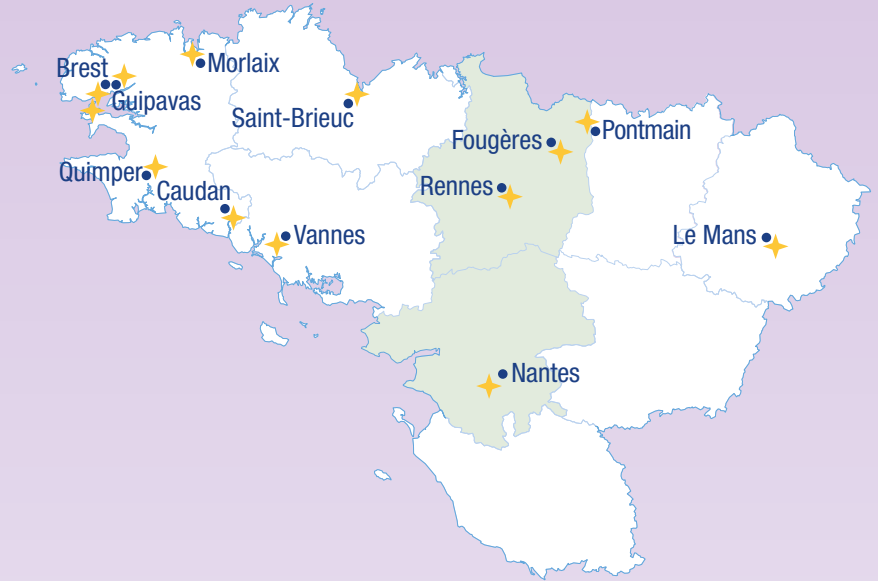 Brest
Morlaix
Guipavas
Saint-Brieuc
Fougères
Pontmain
Quimper
Caudan
Rennes
Vannes
Le Mans
Nantes